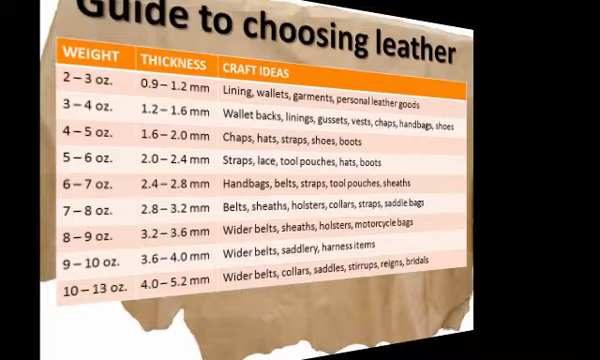 Guide to choosing leather
WEIGHT THICKNESS CRAFT IDEAS
2 – 3 oz. 0.9 – 1.2 mm Lining, wallets, garments, personal leather goods
3 – 4 oz. 1.2 – 1.6 mm Wallet backs, linings, gussets, vests, chaps, handbags, shoes
4 – 5 oz. 1.6 – 2.0 mm Chaps, hats, straps, shoes, boots
5 – 6 oz. 2.0 – 2.4 mm Straps, lace, tool pouches, hats, boots
6 – 7 oz. 2.4 – 2.8 mm Handbags, belts, straps, tool pouches, sheaths
7 – 8 oz. 2.8 – 3.2 mm Belts, sheaths, holsters, collars, straps, saddle bags
8 – 9 oz. 3.2 – 3.6 mm Wider belts, sheaths, holsters, motorcycle bags
9 – 10 oz. 3.6 – 4.0 mm Wider belts, saddlery, harness items
10 – 13 oz. 4.0 – 5.2 mm Wider belts, collars, saddles, stirrups, reigns, bridals